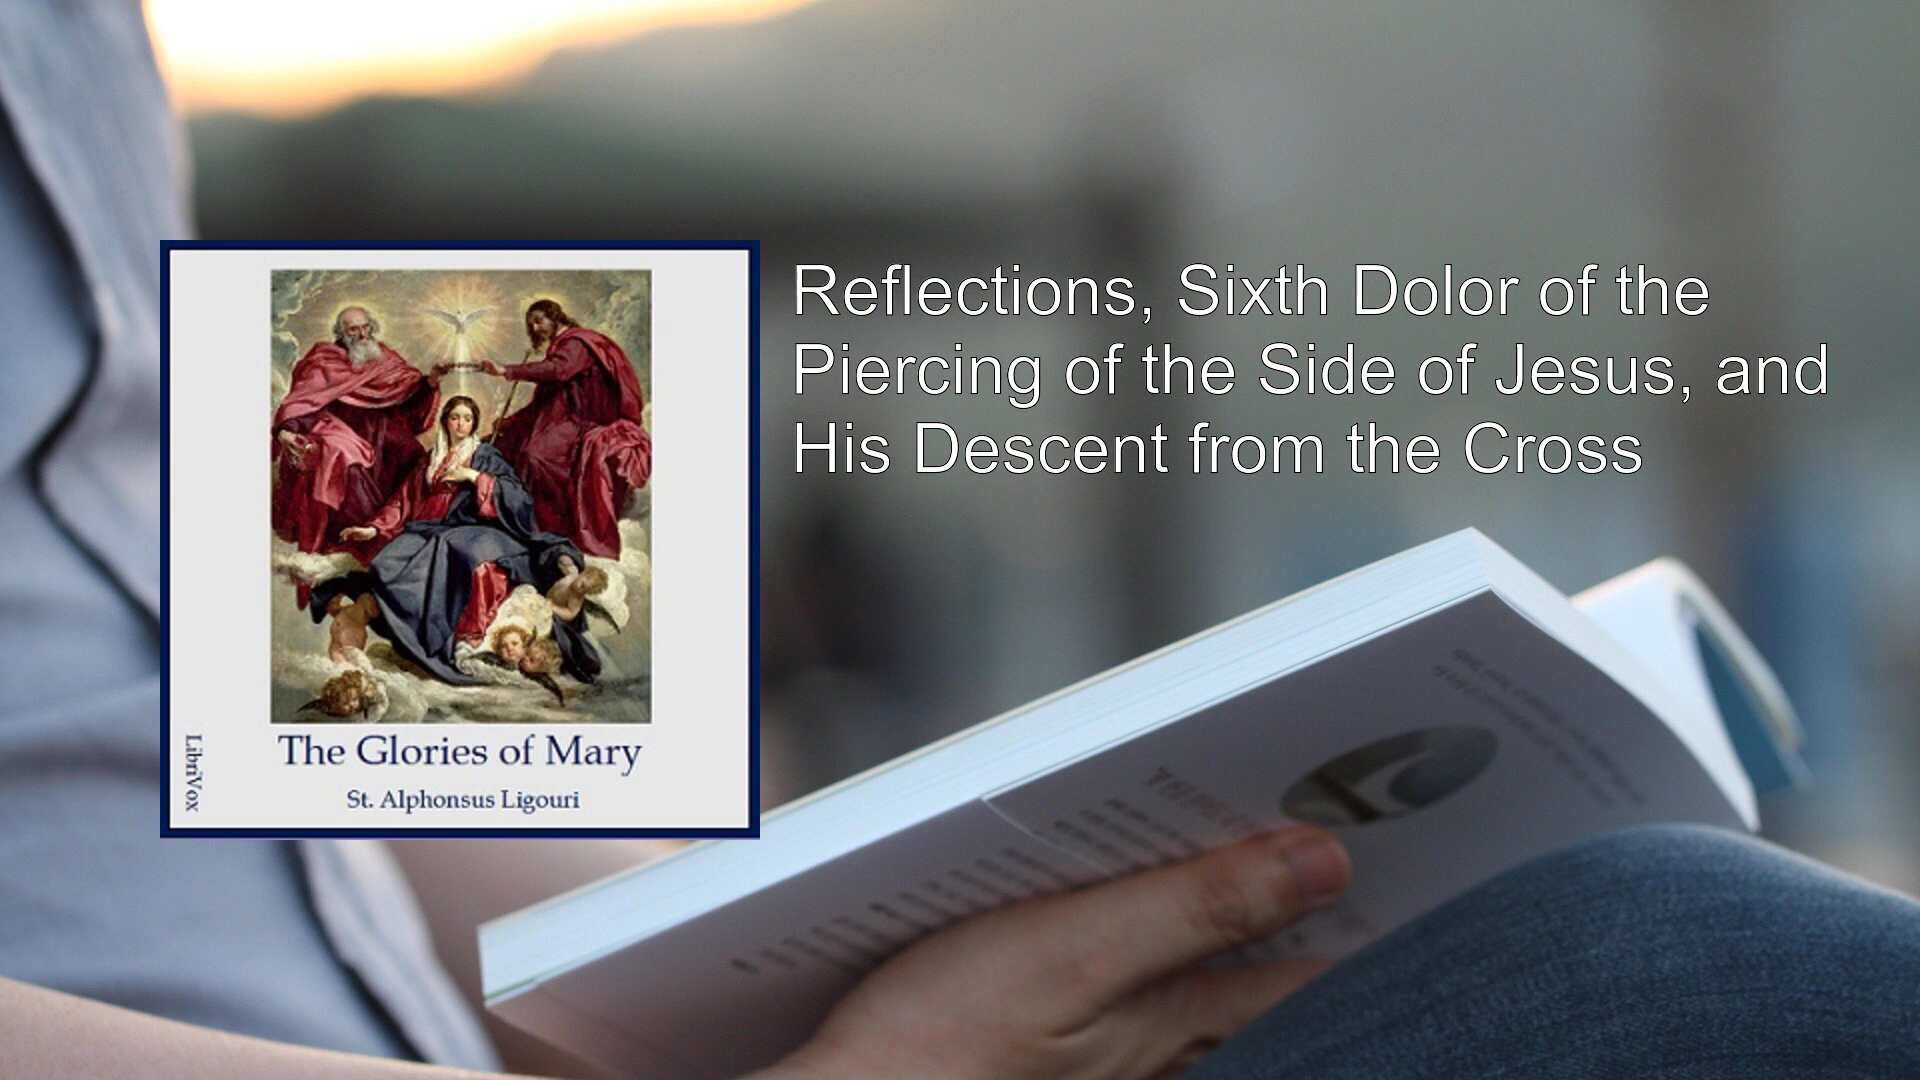 Reflections, Sixth Dolor of the
Piercing of the Side of Jesus, and
His Descent from the Cross
The Glories of Mary
St. Alphonsus Ligouri
LibriVox